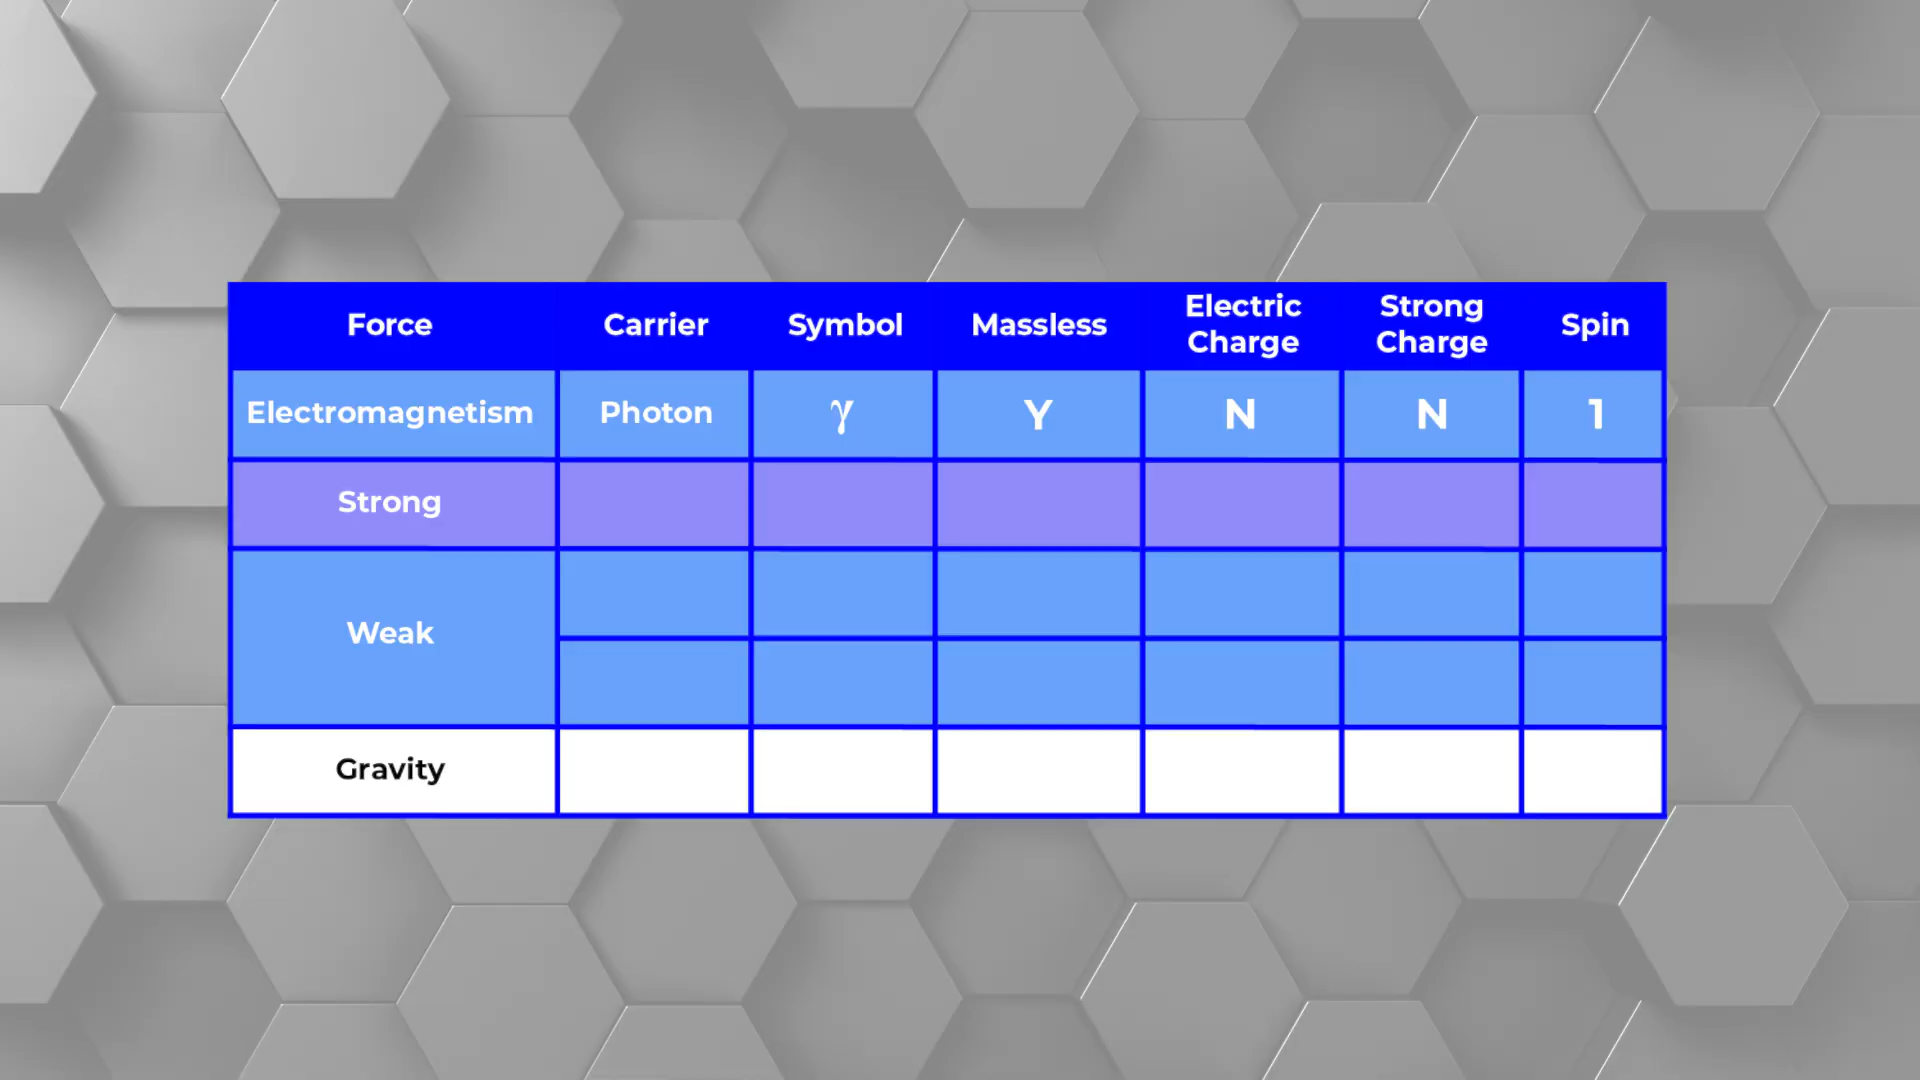 Force Carrier Symbol Massless Electric Charge Strong Charge Spin
Electromagnetism Photon γ Y N N 1
Strong
Weak
Gravity